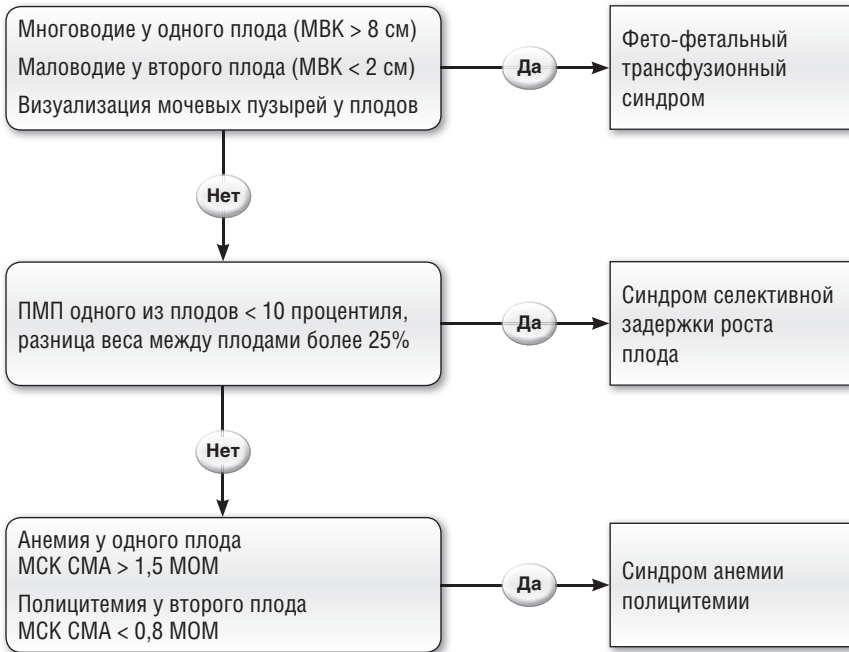 Многоводие у одного плода (МВК > 8 см)
Маловодие у второго плода (МВК < 2 см)
Визуализация мочевых пузырей у плодов
Да
Фето-фетальный
трансфузионный
синдром
Нет
ПМП одного из плодов < 10 процентиля,
разница веса между плодами более 25%
Да
Синдром селективной
задержки роста
плода
Нет
Анемия у одного плода
МСК СМА > 1,5 МОМ
Полицитемия у второго плода
МСК СМА < 0,8 МОМ
Да
Синдром анемии
полицитемии